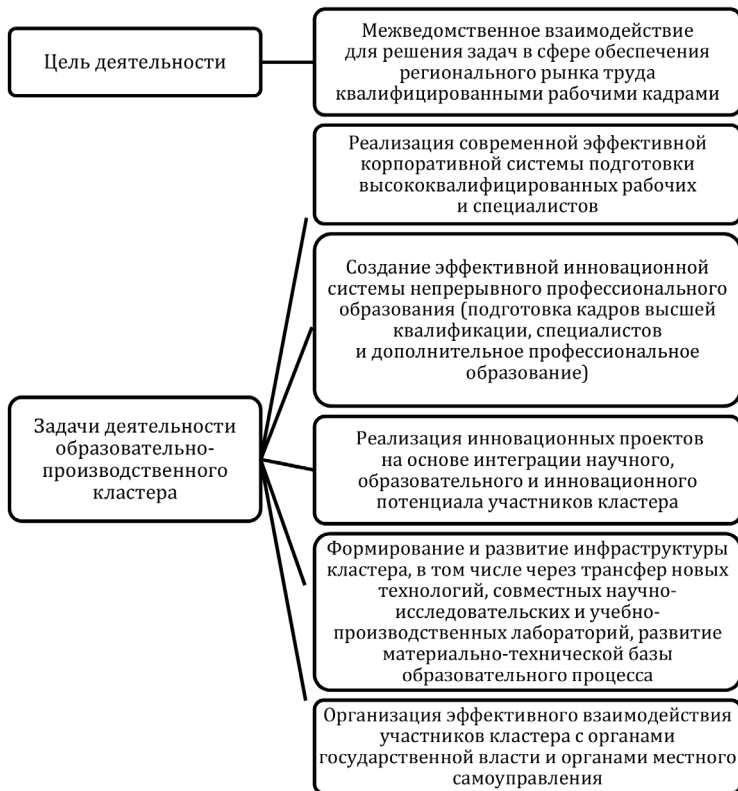 Цель деятельности
Межведомственное взаимодействие
для решения задач в сфере обеспечения
регионального рынка труда
квалифицированными рабочими кадрами
Задачи деятельности
образовательно-
производственного
кластера
Реализация современной эффективной
корпоративной системы подготовки
высококвалифицированных рабочих
и специалистов
Создание эффективной инновационной
системы непрерывного профессионального
образования (подготовка кадров высшей
квалификации, специалистов
и дополнительное профессиональное
образование)
Реализация инновационных проектов
на основе интеграции научного,
образовательного и инновационного
потенциала участников кластера
Формирование и развитие инфраструктуры
кластера, в том числе через трансфер новых
технологий, совместных научно-
исследовательских и учебно-
производственных лабораторий, развитие
материально-технической базы
образовательного процесса
Организация эффективного взаимодействия
участников кластера с органами
государственной власти и органами местного
самоуправления